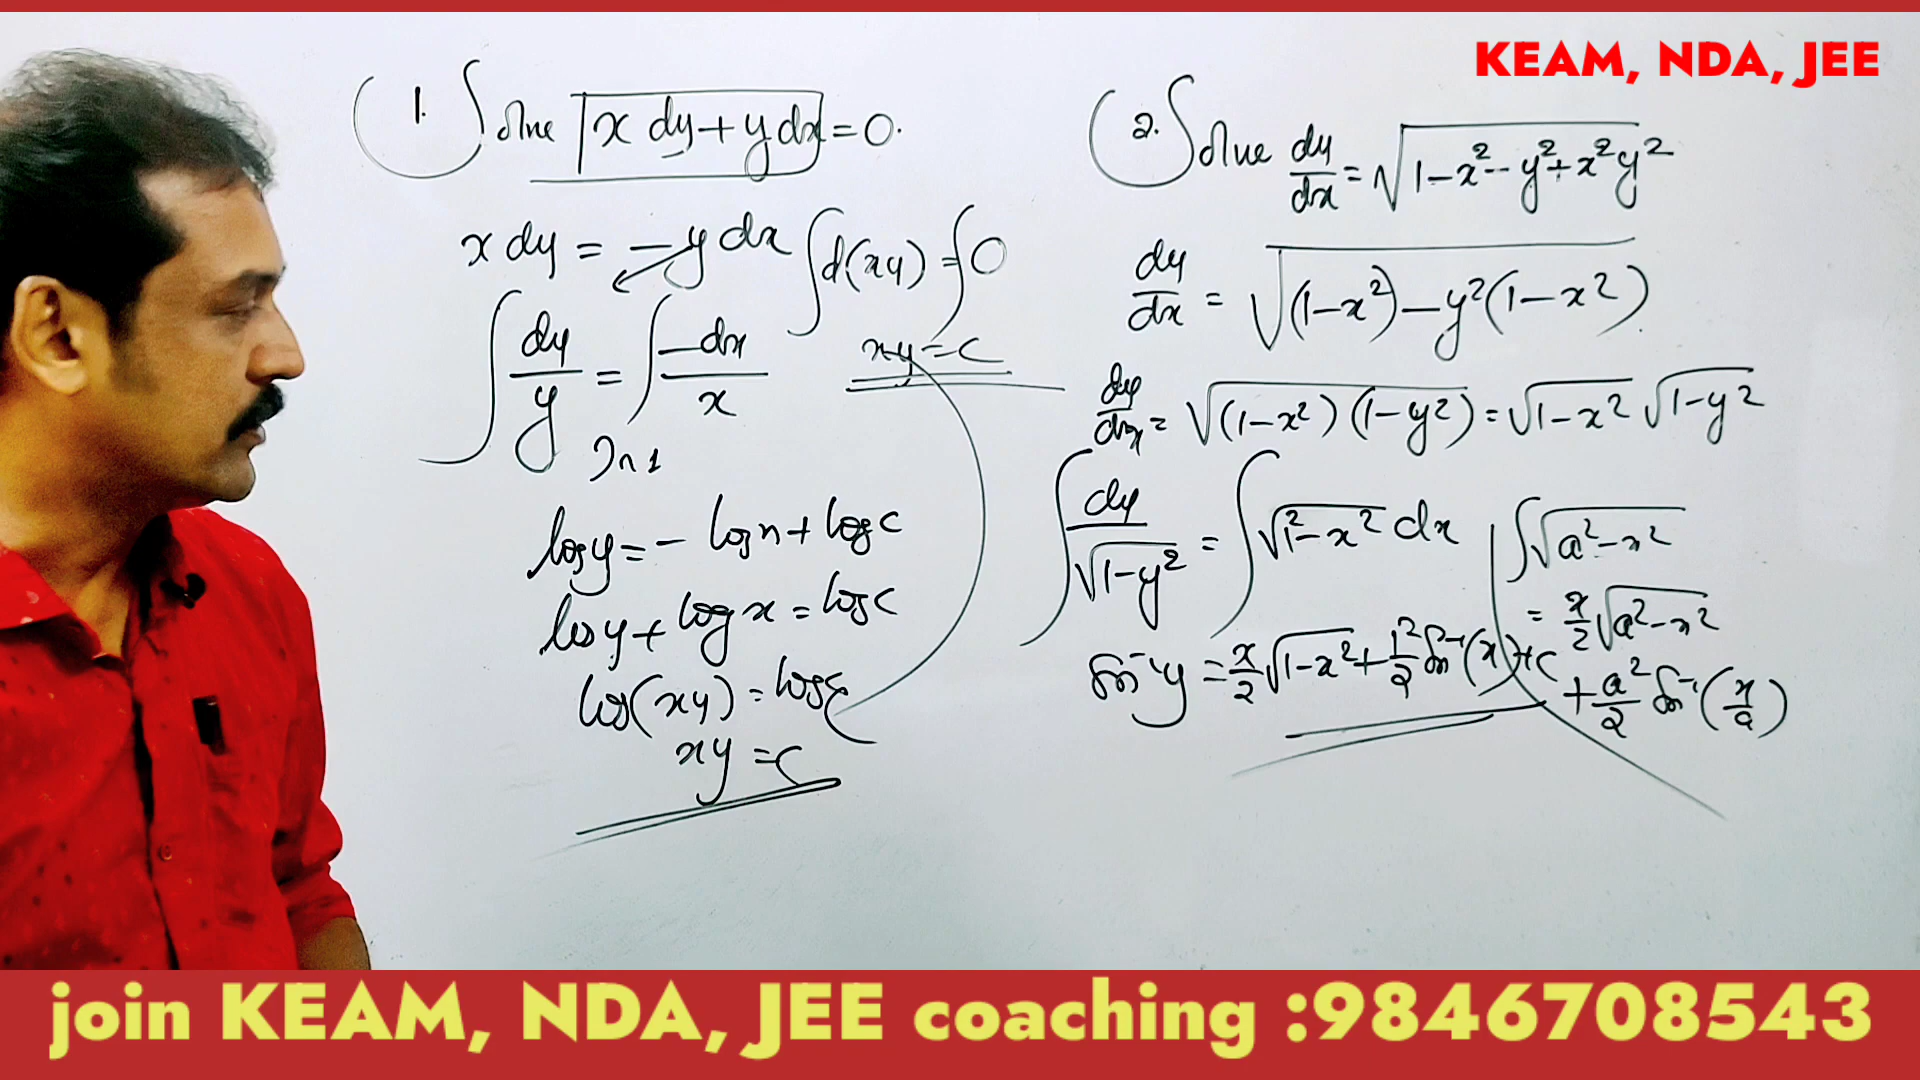 KEAM, NDA, JEE
1. Solve x dy + y dx = 0.
x dy = - y dx
∫ d(xy) = ∫ 0
∫ dy/y = ∫ -dx/x
xy = c
log y = - log x + log c
log y + log x = log c
log(xy) = log c
xy = c
2. Solve dy/dx = √1-x²-y²+x²y²
dy/dx = √(1-x²)-y²(1-x²)
dy/dx = √(1-x²)(1-y²) = √1-x² √1-y²
∫ dy/√1-y² = ∫ √1²-x² dx
sin⁻¹y = x/2 √1-x² + 1²/2 sin⁻¹(x) + c
∫√a²-x²
= x/2 √a²-x²
+ a²/2 sin⁻¹(x/a)
join KEAM, NDA, JEE coaching :9846708543